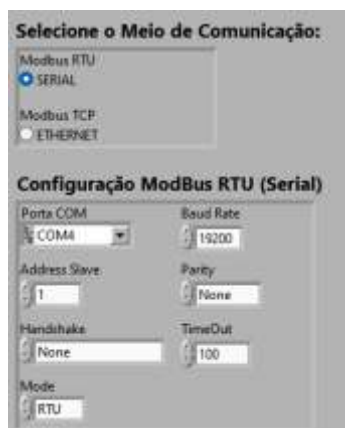 Selecione o Meio de Comunicação:
Modbus RTU
SERIAL
Modbus TCP
ETHERNET
Configuração ModBus RTU (Serial)
Porta COM Baud Rate
COM4 19200
Address Slave Parity
1 None
Handshake TimeOut
None 100
Mode
RTU